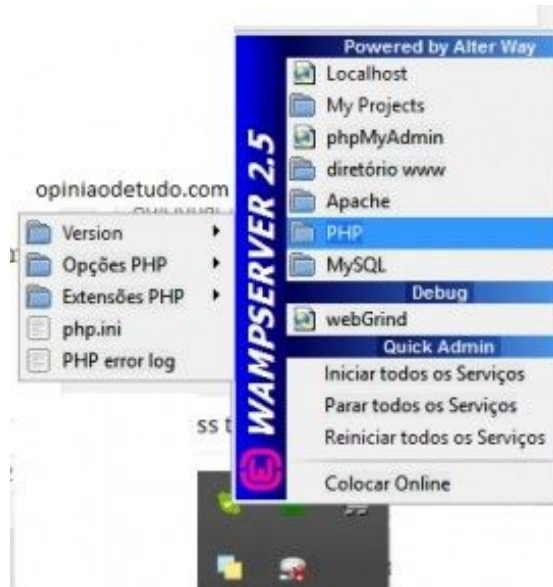 Powered by Alter Way
Localhost
My Projects
phpMyAdmin
diretório www
Apache
PHP
MySQL
Debug
webGrind
Quick Admin
Iniciar todos os Serviços
Parar todos os Serviços
Reiniciar todos os Serviços
Colocar Online
WAMPSERVER 2.5
opiniaodetudo.com
Version
Opções PHP
Extensões PHP
php.ini
PHP error log